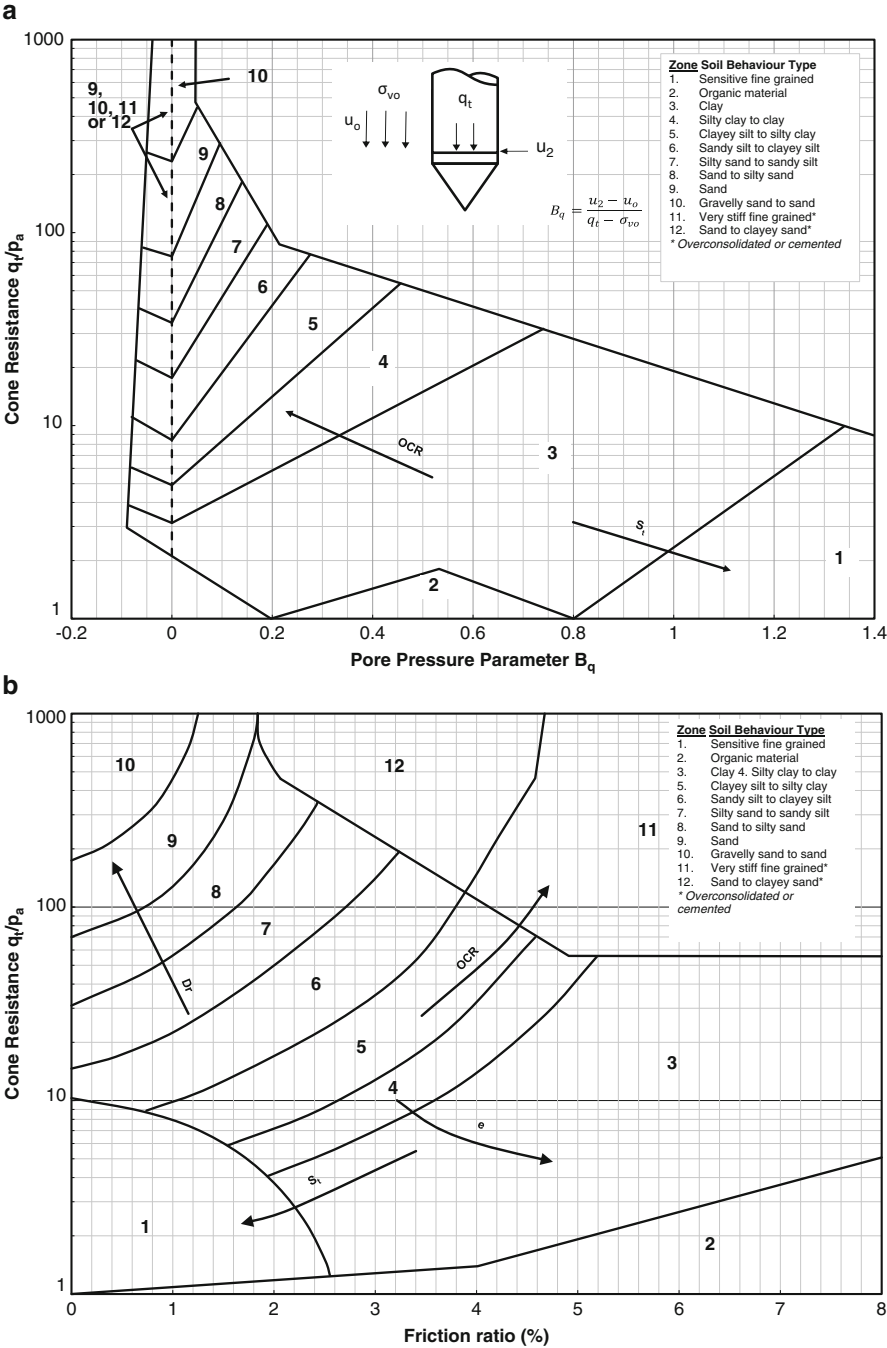 a
1000
100
10
1
Cone Resistance qt/pa
9,
10, 11
or 12
10
9
8
7
6
5
4
3
2
1
OCR
St
σvo
uo
qt
u2
Bq = u2 − uo / qt − σvo
Zone Soil Behaviour Type
1. Sensitive fine grained
2. Organic material
3. Clay
4. Silty clay to clay
5. Clayey silt to silty clay
6. Sandy silt to clayey silt
7. Silty sand to sandy silt
8. Sand to silty sand
9. Sand
10. Gravelly sand to sand
11. Very stiff fine grained*
12. Sand to clayey sand*
* Overconsolidated or cemented
-0.2 0 0.2 0.4 0.6 0.8 1 1.2 1.4
Pore Pressure Parameter Bq
b
1000
100
10
1
Cone Resistance qt/pa
10
12
11
9
8
7
6
5
4
3
1
2
Dr
OCR
e
St
Zone Soil Behaviour Type
1. Sensitive fine grained
2. Organic material
3. Clay 4. Silty clay to clay
5. Clayey silt to silty clay
6. Sandy silt to clayey silt
7. Silty sand to sandy silt
8. Sand to silty sand
9. Sand
10. Gravelly sand to sand
11. Very stiff fine grained*
12. Sand to clayey sand*
* Overconsolidated or
cemented
0 1 2 3 4 5 6 7 8
Friction ratio (%)